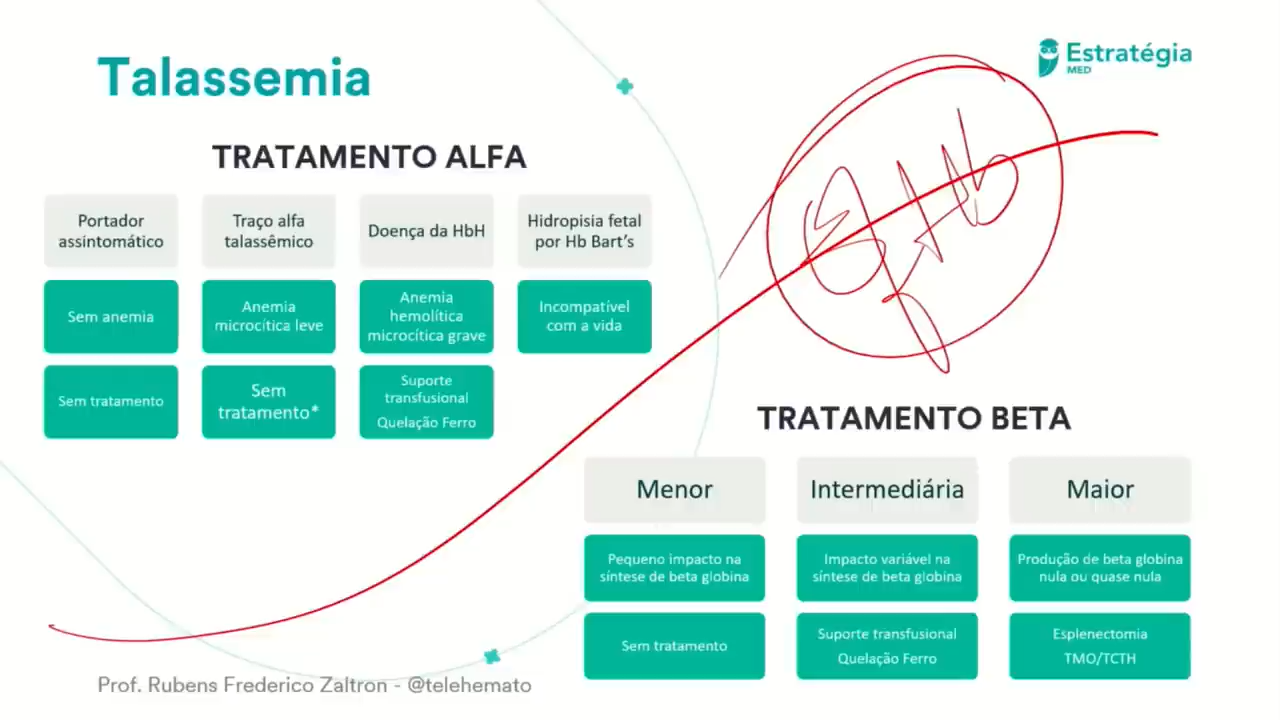 Talassemia
Estratégia
MED
TRATAMENTO ALFA
Portador
assintomático
Traço alfa
talassêmico
Doença da HbH
Hidropisia fetal
por Hb Bart’s
Sem anemia
Anemia
microcítica leve
Anemia
hemolítica
microcítica grave
Incompatível
com a vida
Sem tratamento
Sem
tratamento*
Suporte
transfusional
Quelação Ferro
TRATAMENTO BETA
Menor
Intermediária
Maior
Pequeno impacto na
síntese de beta globina
Impacto variável na
síntese de beta globina
Produção de beta globina
nula ou quase nula
Sem tratamento
Suporte transfusional
Quelação Ferro
Esplenectomia
TMO/TCTH
Prof. Rubens Frederico Zaltron - @telehemato